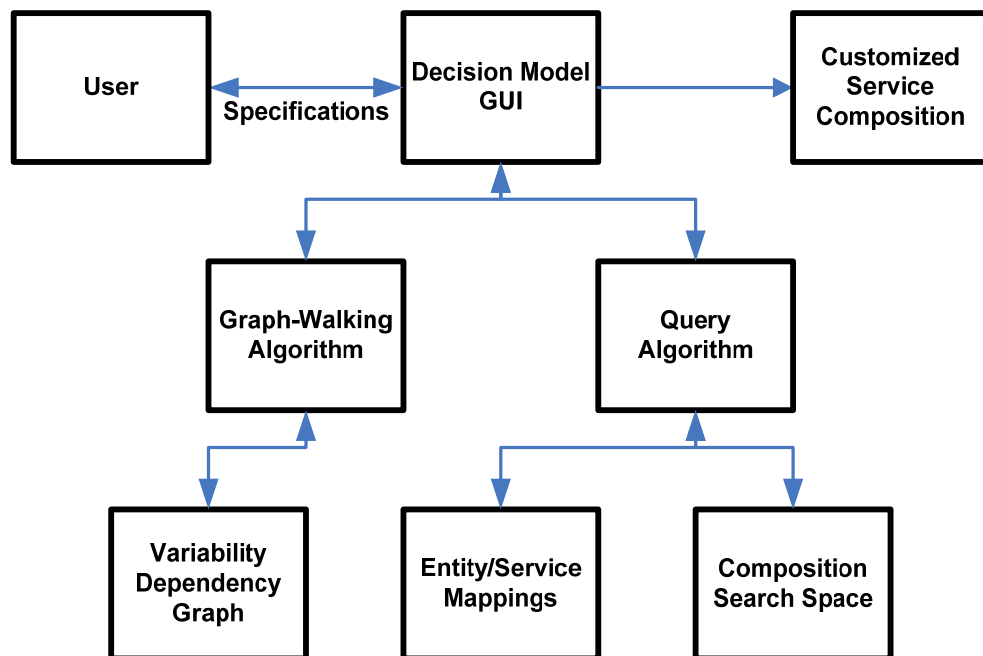 User
Specifications
Decision Model
GUI
Customized
Service
Composition
Graph-Walking
Algorithm
Query
Algorithm
Variability
Dependency
Graph
Entity/Service
Mappings
Composition
Search Space